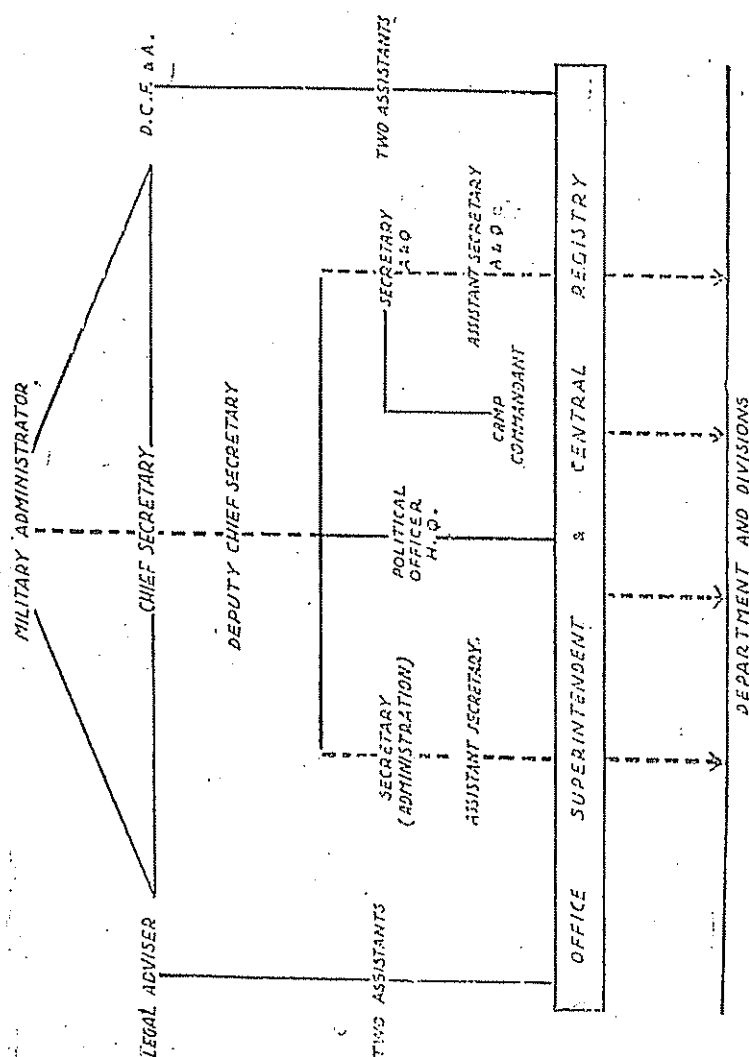 MILITARY ADMINISTRATOR
LEGAL ADVISER
CHIEF SECRETARY
D.C.F. & A.
DEPUTY CHIEF SECRETARY
TWO ASSISTANTS
SECRETARY
(ADMINISTRATION)
POLITICAL
OFFICER
H.Q.
SECRETARY
A & Q
TWO ASSISTANTS
ASSISTANT SECRETARY.
CAMP
COMMANDANT
ASSISTANT SECRETARY
A & Q
OFFICE SUPERINTENDENT & CENTRAL REGISTRY
DEPARTMENT AND DIVISIONS